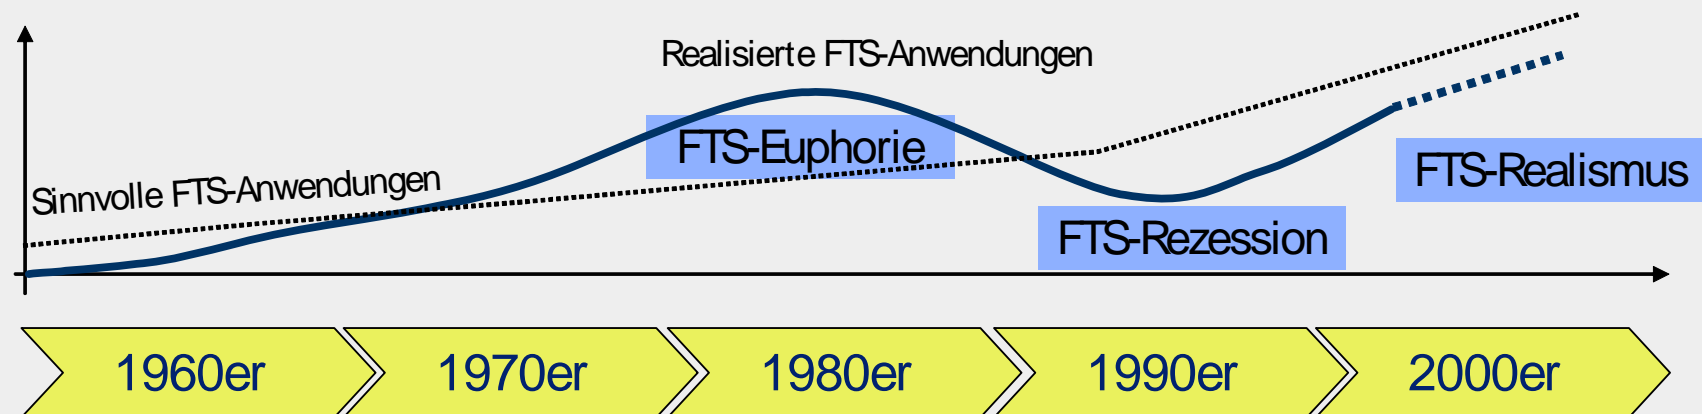 Realisierte FTS-Anwendungen
FTS-Euphorie
Sinnvolle FTS-Anwendungen
FTS-Realismus
FTS-Rezession
1960er
1970er
1980er
1990er
2000er